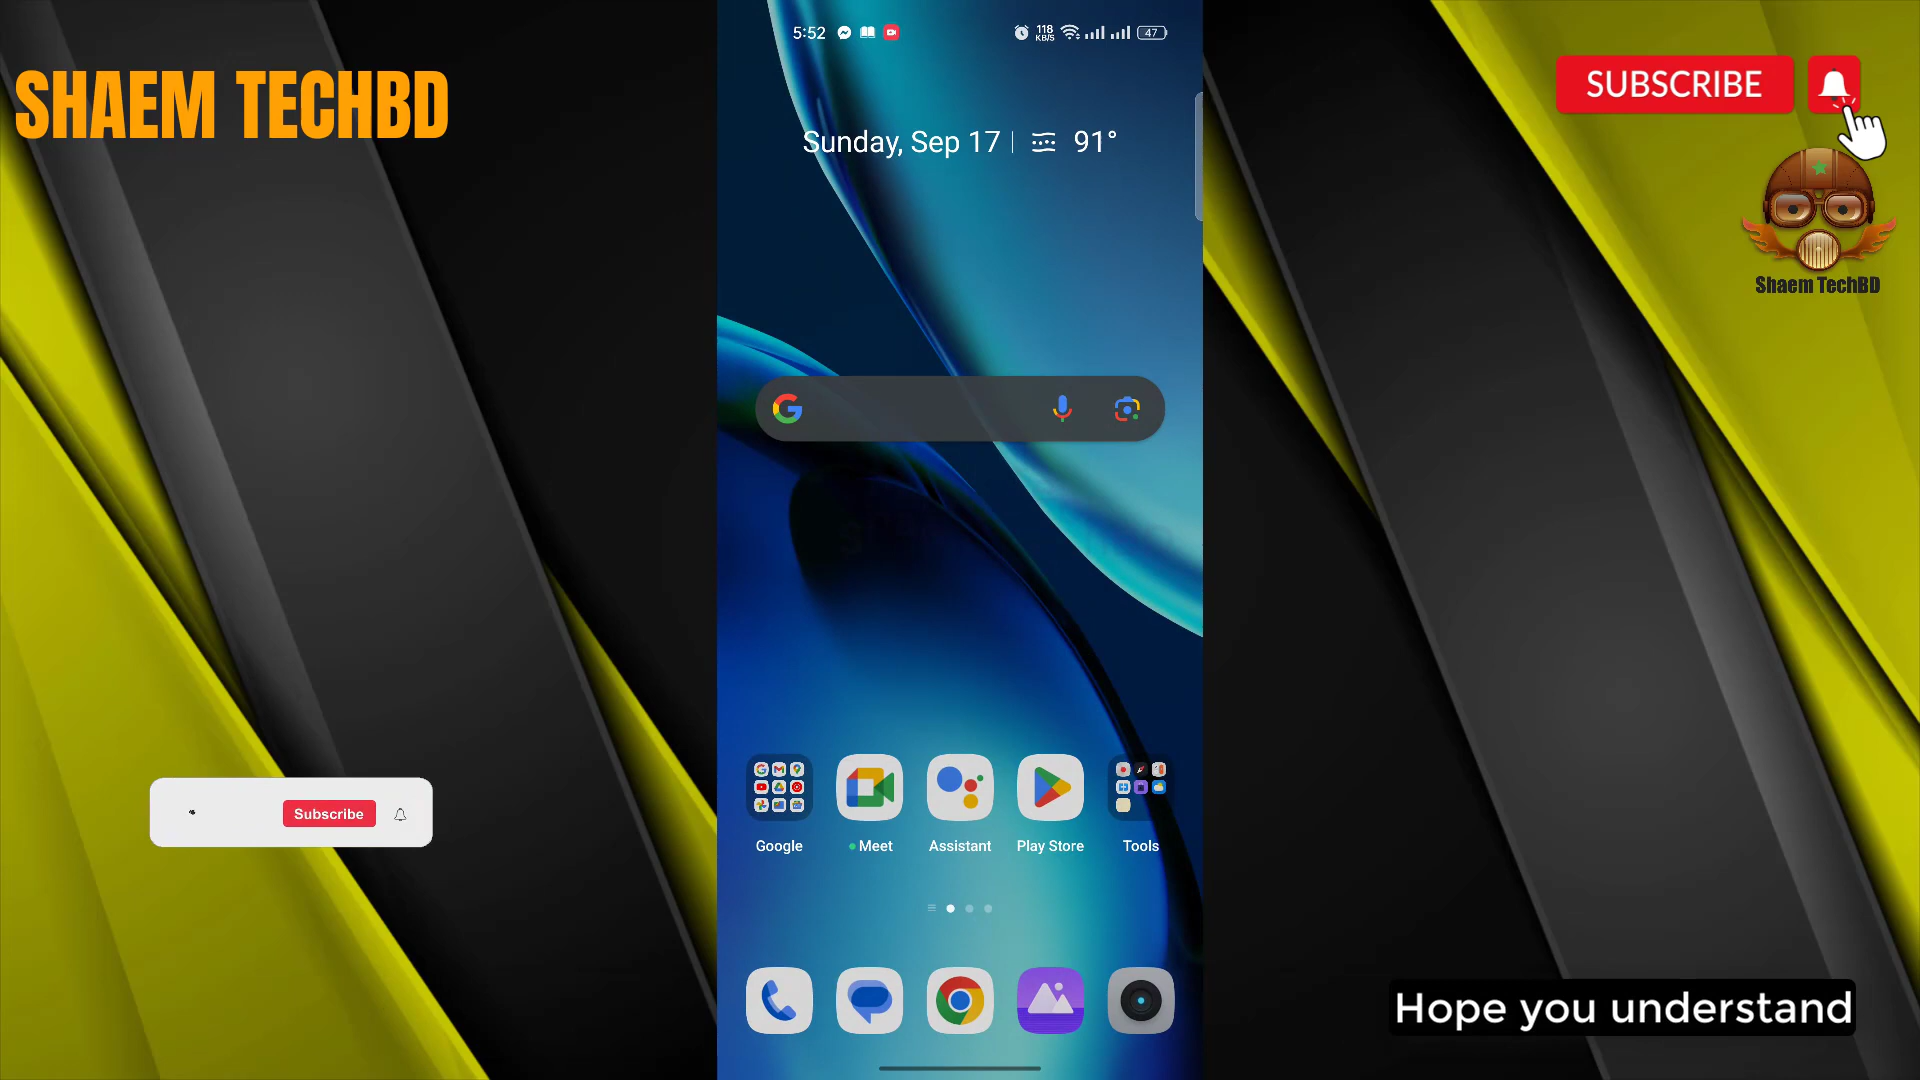 SHAEM TECHBD
5:52
118
KB/S
47
SUBSCRIBE
Sunday, Sep 17
91°
Shaem TechBD
Google
Meet
Assistant
Play Store
Tools
Subscribe
Hope you understand